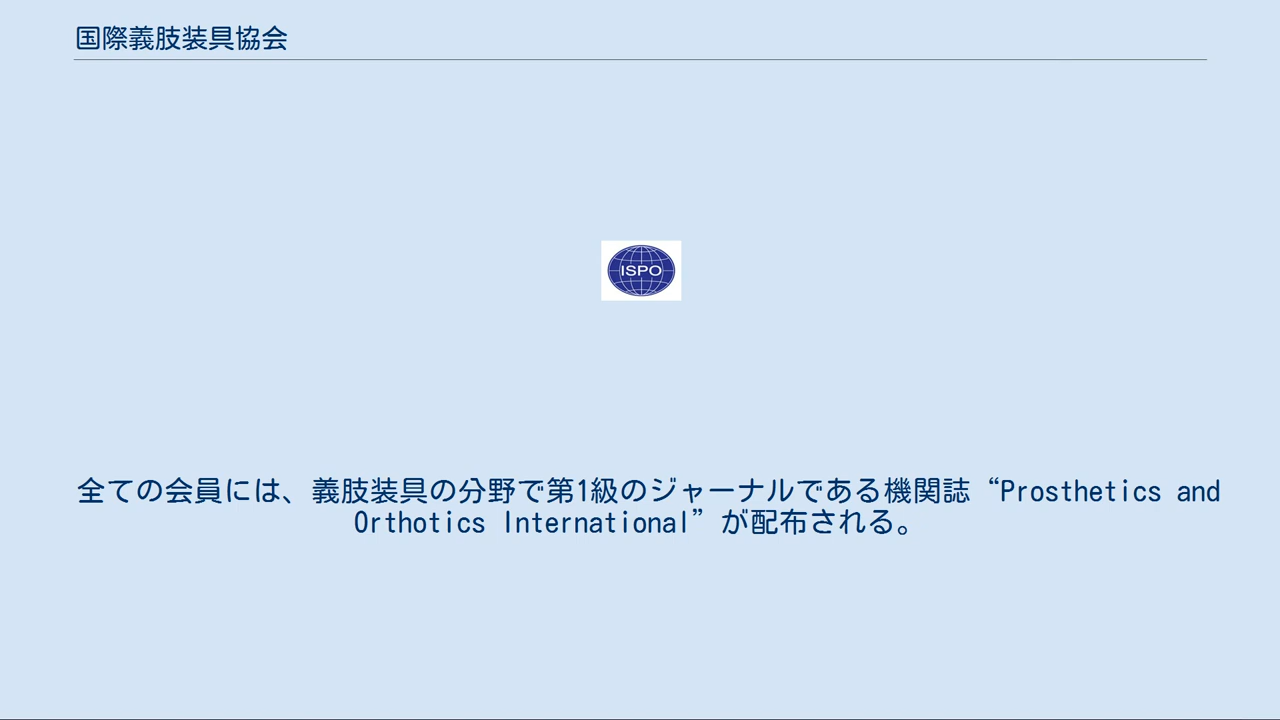 国際義肢装具協会
ISPO
全ての会員には、義肢装具の分野で第1級のジャーナルである機関誌“Prosthetics and
Orthotics International”が配布される。